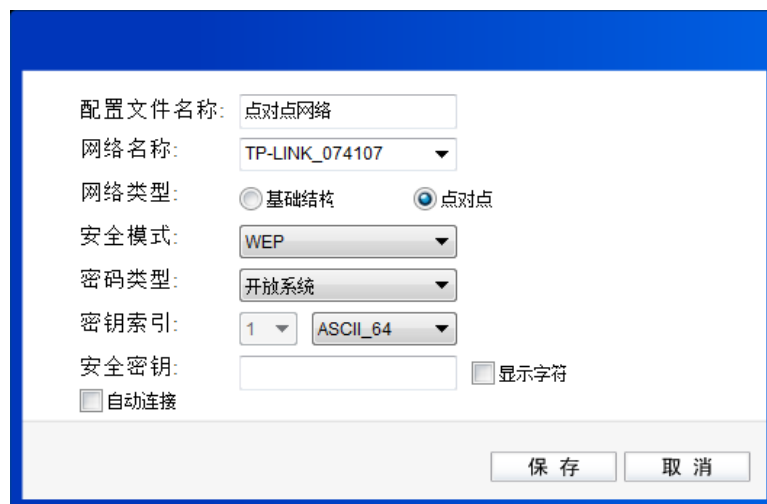 配置文件名称: 点对点网络
网络名称: TP-LINK_074107
网络类型: 基础结构 点对点
安全模式: WEP
密码类型: 开放系统
密钥索引: 1 ASCII_64
安全密钥: 显示字符
自动连接
保存 取消